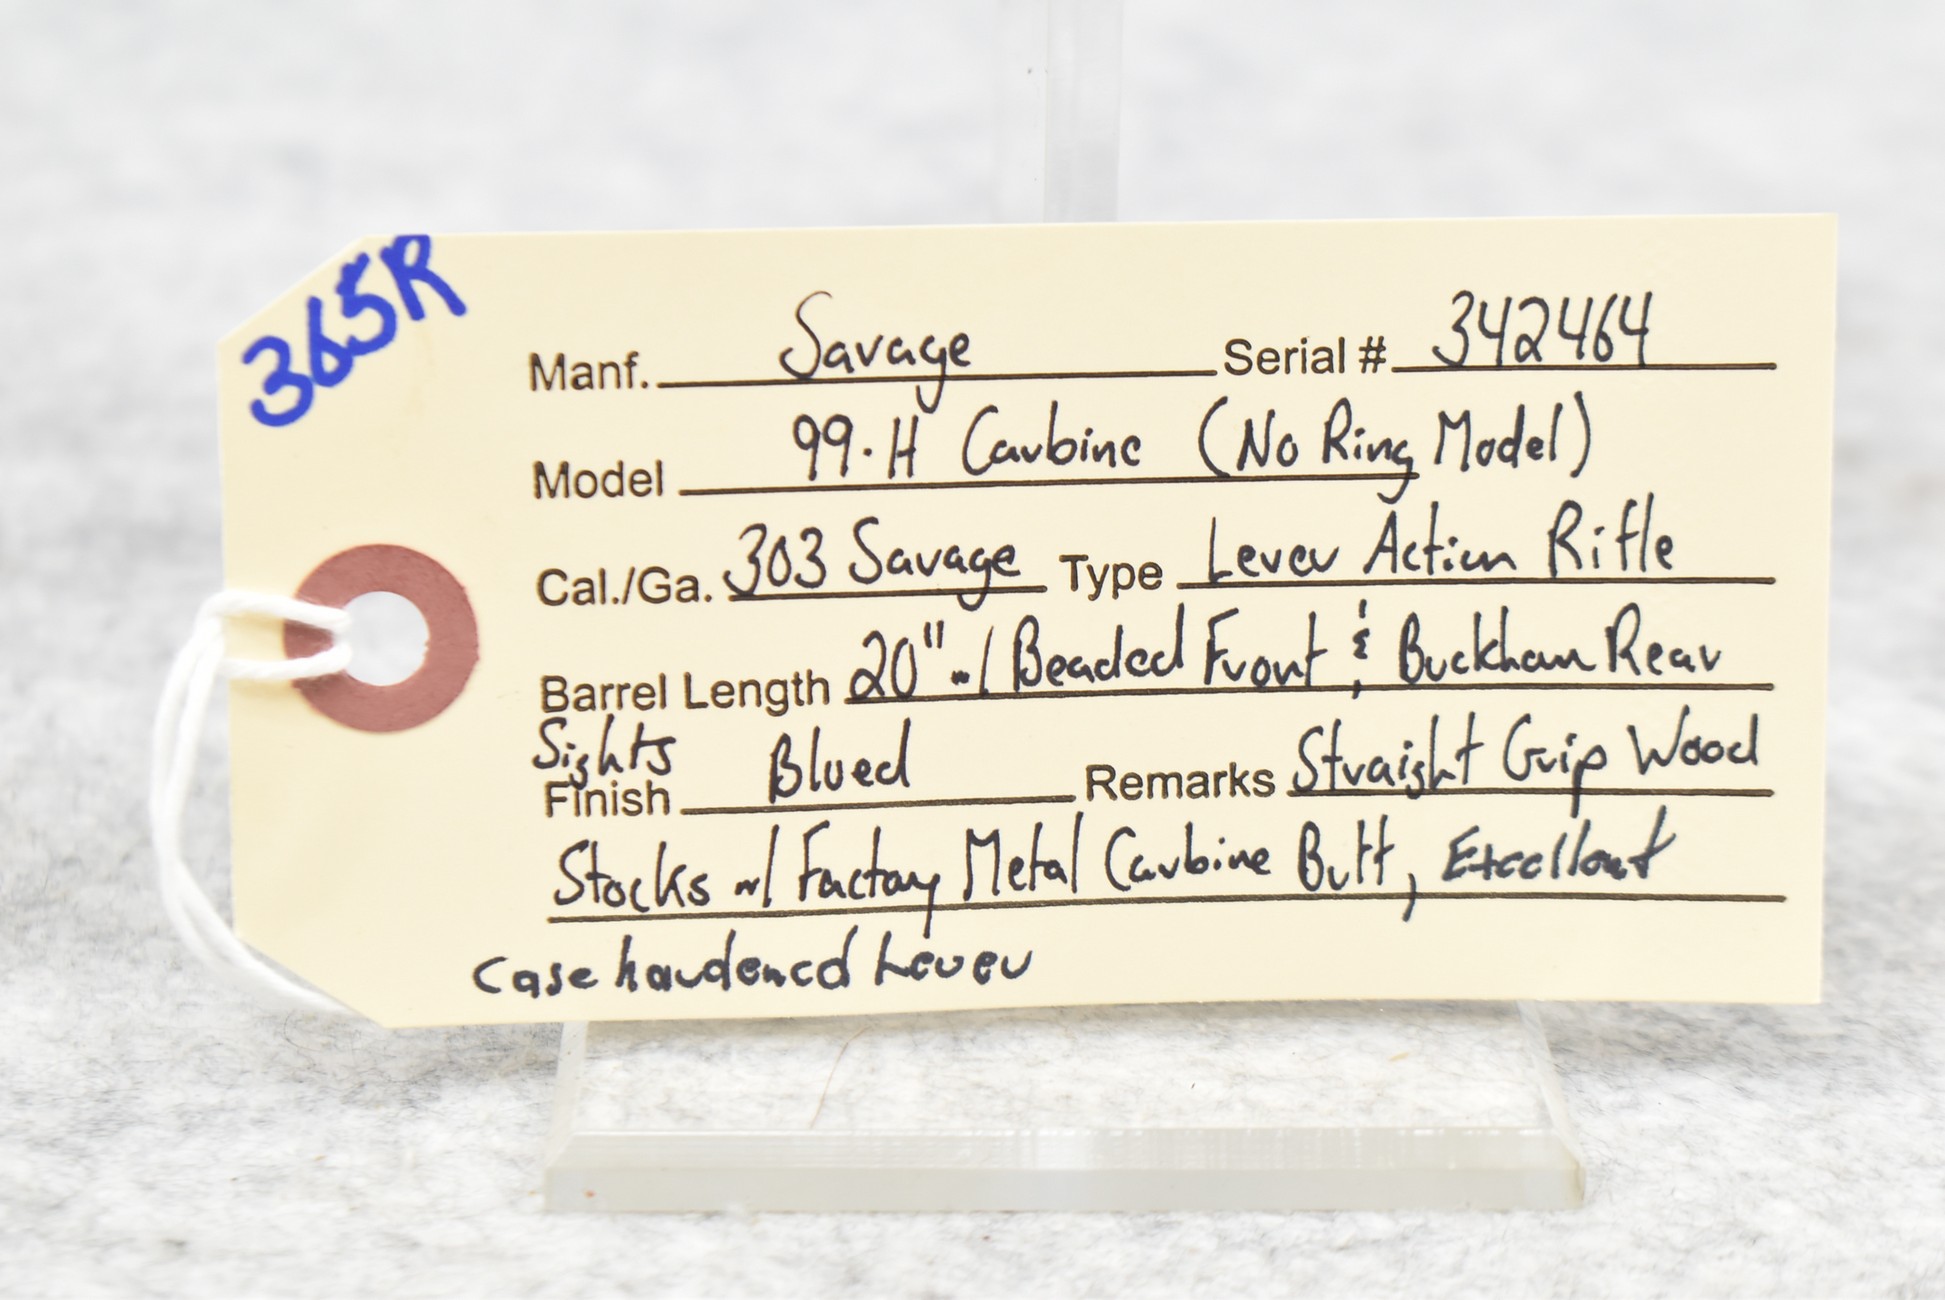 365R
Manf. Savage Serial # 342464
Model 99-H Carbine (No Ring Model)
Cal./Ga. 303 Savage Type Lever Action Rifle
Barrel Length 20" w/ Beaded Front & Buckhorn Rear
Sights
Finish Blued Remarks Straight Grip Wood
Stocks w/ Factory Metal Carbine Butt, Excellent
Case hardened Lever